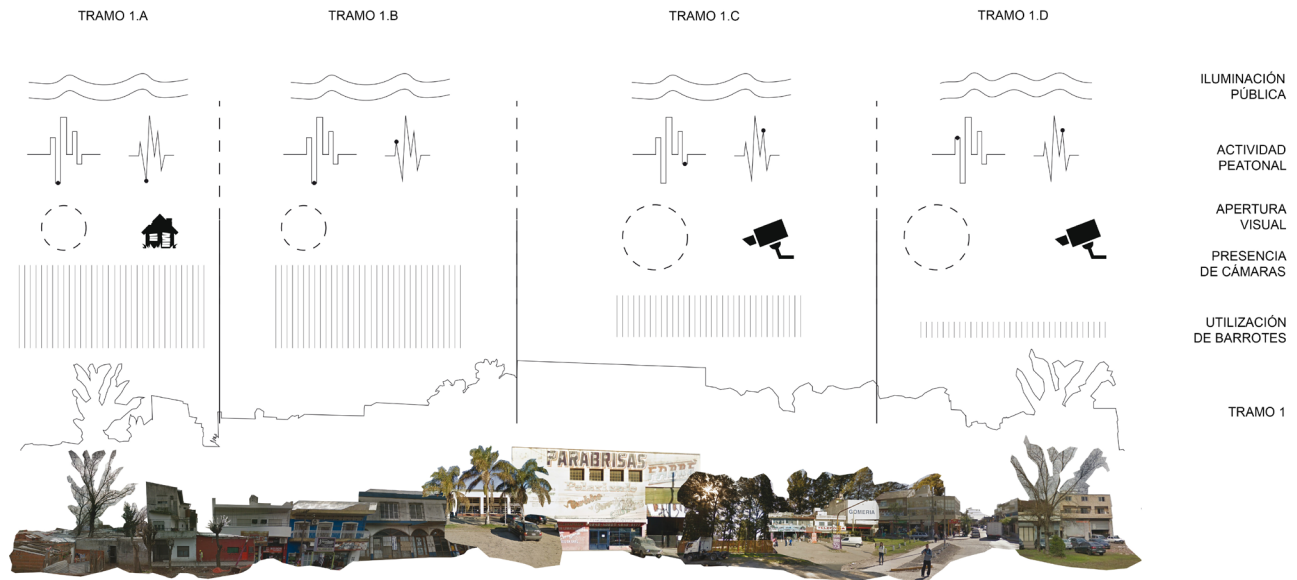 TRAMO 1.A
TRAMO 1.B
TRAMO 1.C
TRAMO 1.D
ILUMINACIÓN
PÚBLICA
ACTIVIDAD
PEATONAL
APERTURA
VISUAL
PRESENCIA
DE CÁMARAS
UTILIZACIÓN
DE BARROTES
TRAMO 1
PARABRISAS
GOMERIA